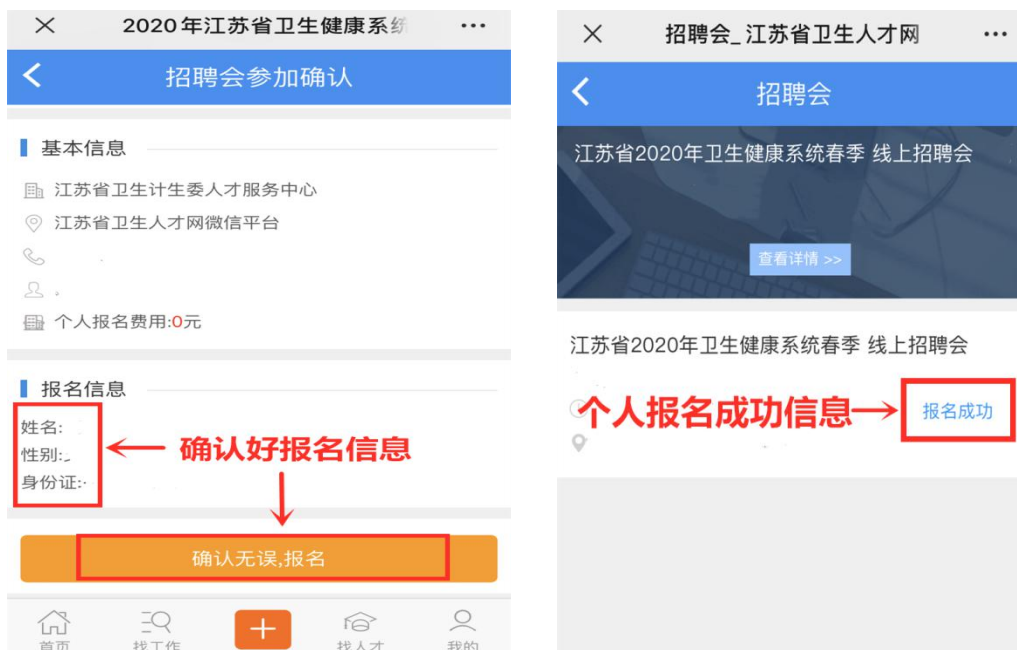 2020年江苏省卫生健康系统
招聘会参加确认
基本信息
江苏省卫生计生委人才服务中心
江苏省卫生人才网微信平台
个人报名费用:0元
报名信息
姓名:
性别:
身份证:
确认好报名信息
确认无误,报名
首页
找工作
找人才
我的
招聘会_江苏省卫生人才网
招聘会
江苏省2020年卫生健康系统春季 线上招聘会
查看详情 >>
江苏省2020年卫生健康系统春季 线上招聘会
个人报名成功信息
报名成功